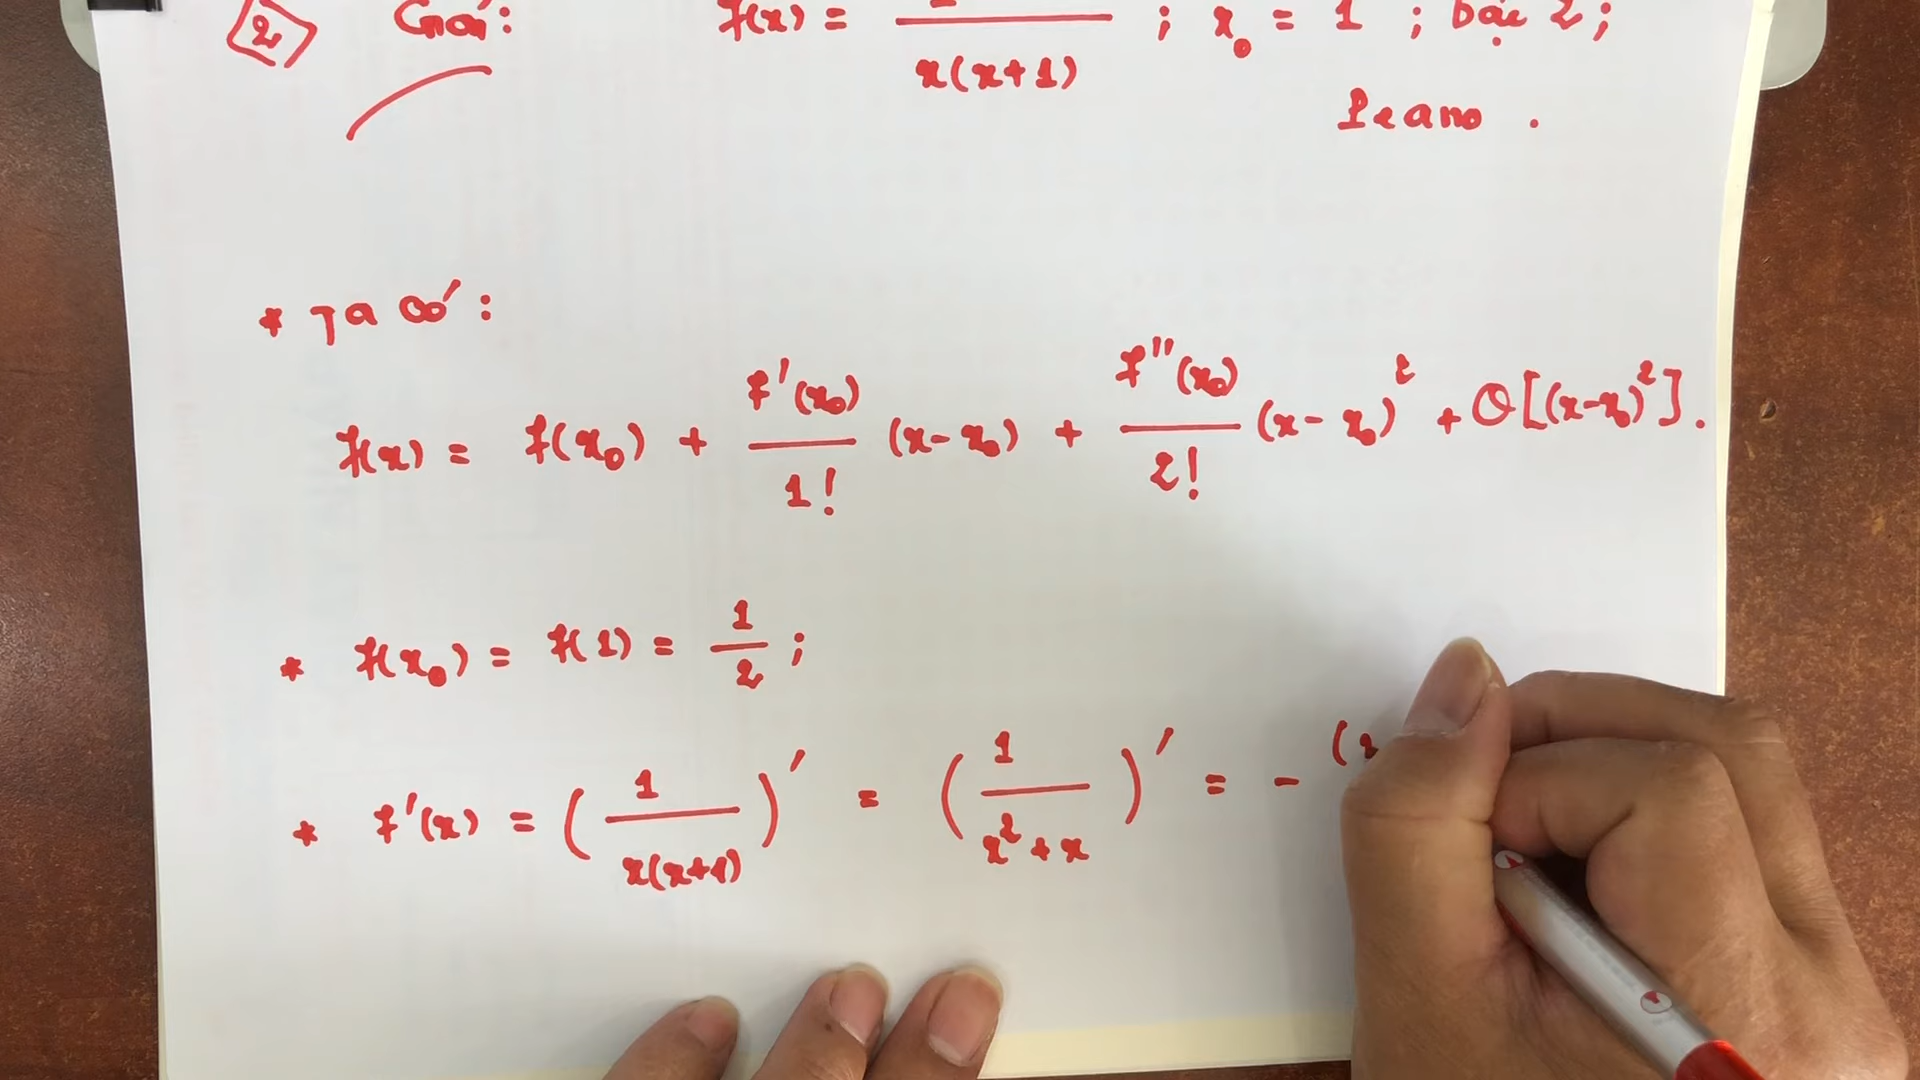 2 Giải: f(x) = 1/x(x+1) ; x₀ = 1 ; bậc 2 ;
Peano .
* Ta có :
f(x) = f(x₀) + f'(x₀)/1! (x - x₀) + f''(x₀)/2! (x - x₀)² + O[(x-x₀)²].
* f(x₀) = f(1) = 1/2 ;
* f'(x) = (1/x(x+1))' = (1/x²+x)' = - (